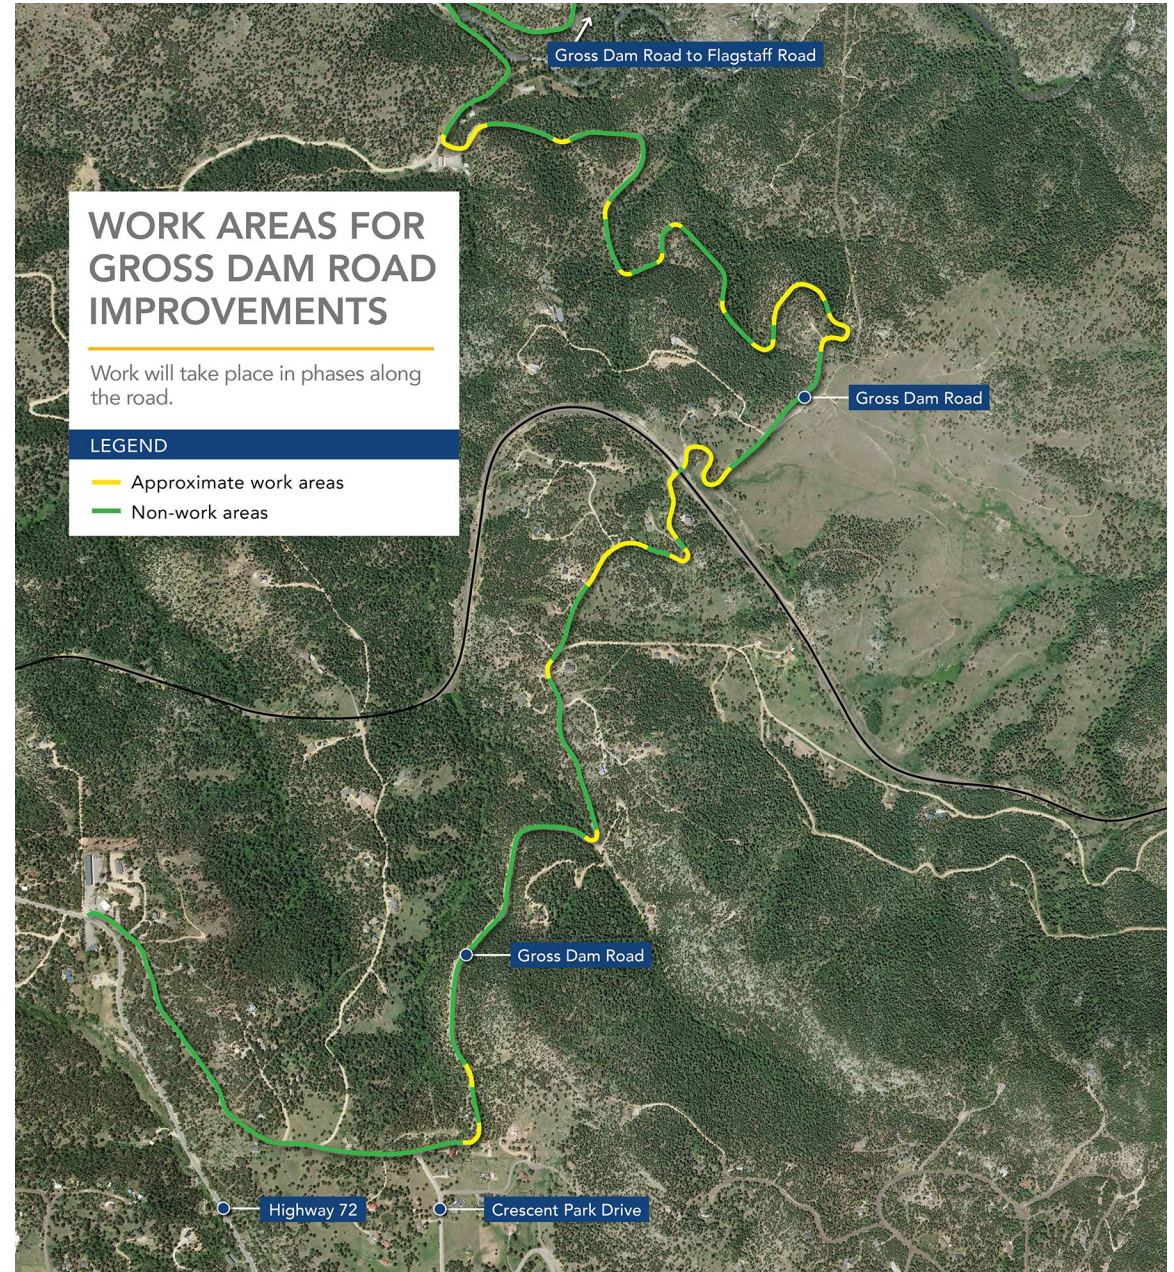 Gross Dam Road to Flagstaff Road
WORK AREAS FOR
GROSS DAM ROAD
IMPROVEMENTS
Work will take place in phases along
the road.
LEGEND
Approximate work areas
Non-work areas
Gross Dam Road
Gross Dam Road
Highway 72
Crescent Park Drive